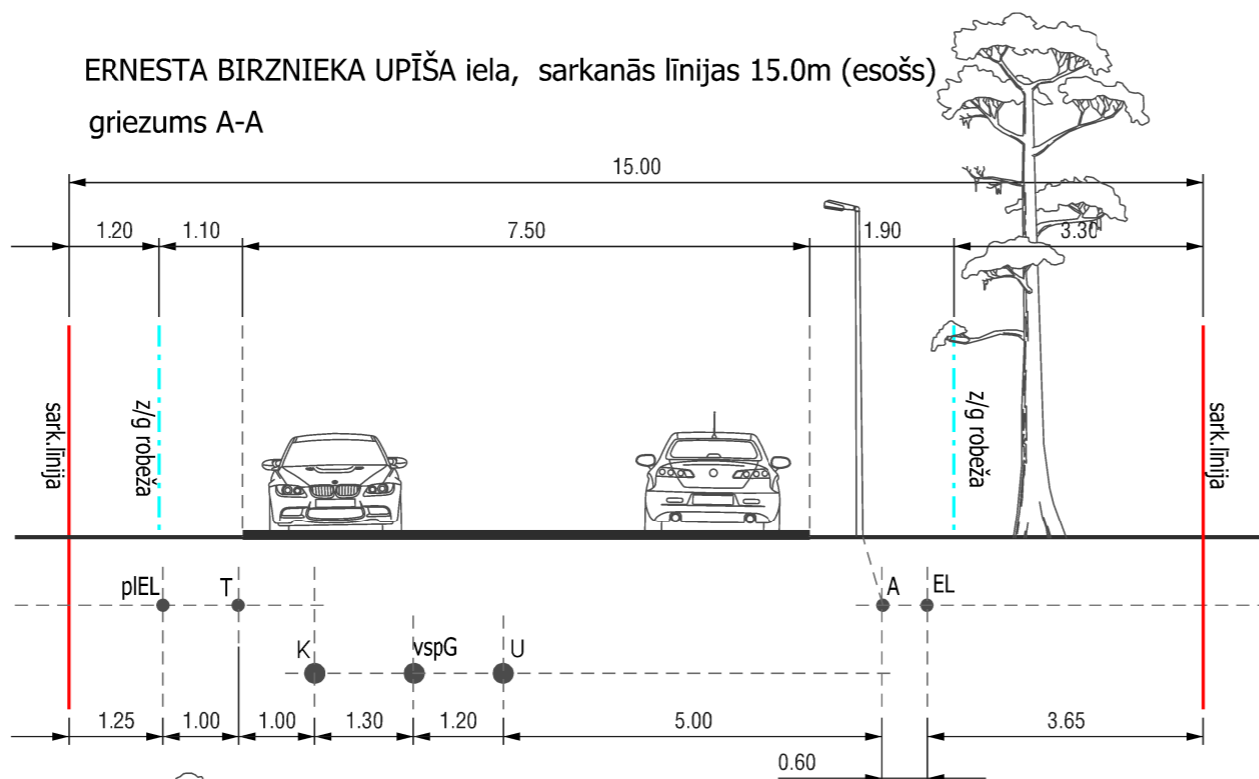 ERNESTA BIRZNIEKA UPĪŠA iela, sarkanās līnijas 15.0m (esošs)
griezums A-A
15.00
1.20 1.10 7.50 1.90 3.30
sark.līnija z/g robeža z/g robeža sark.līnija
plEL T A EL
K vspG U
1.25 1.00 1.00 1.30 1.20 5.00 3.65
0.60